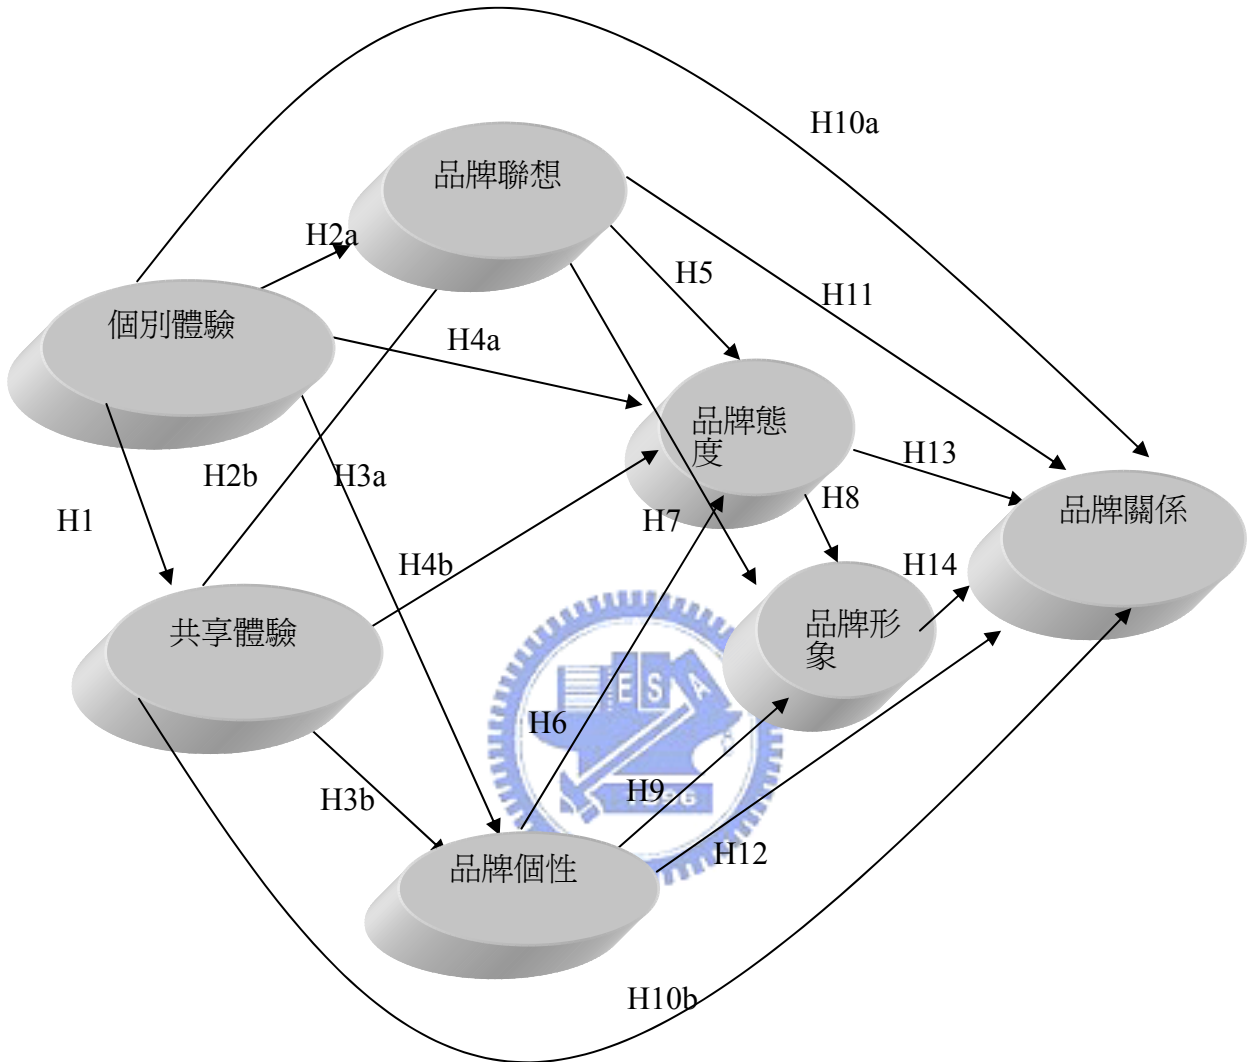 H10a
品牌聯想
H2a
H5
H11
個別體驗
H4a
品牌態
度
H13
H2b
H3a
H8
品牌關係
H1
H7
H4b
H14
共享體驗
品牌形
象
E S A
H6
H9
1896
H3b
H12
品牌個性
H10b